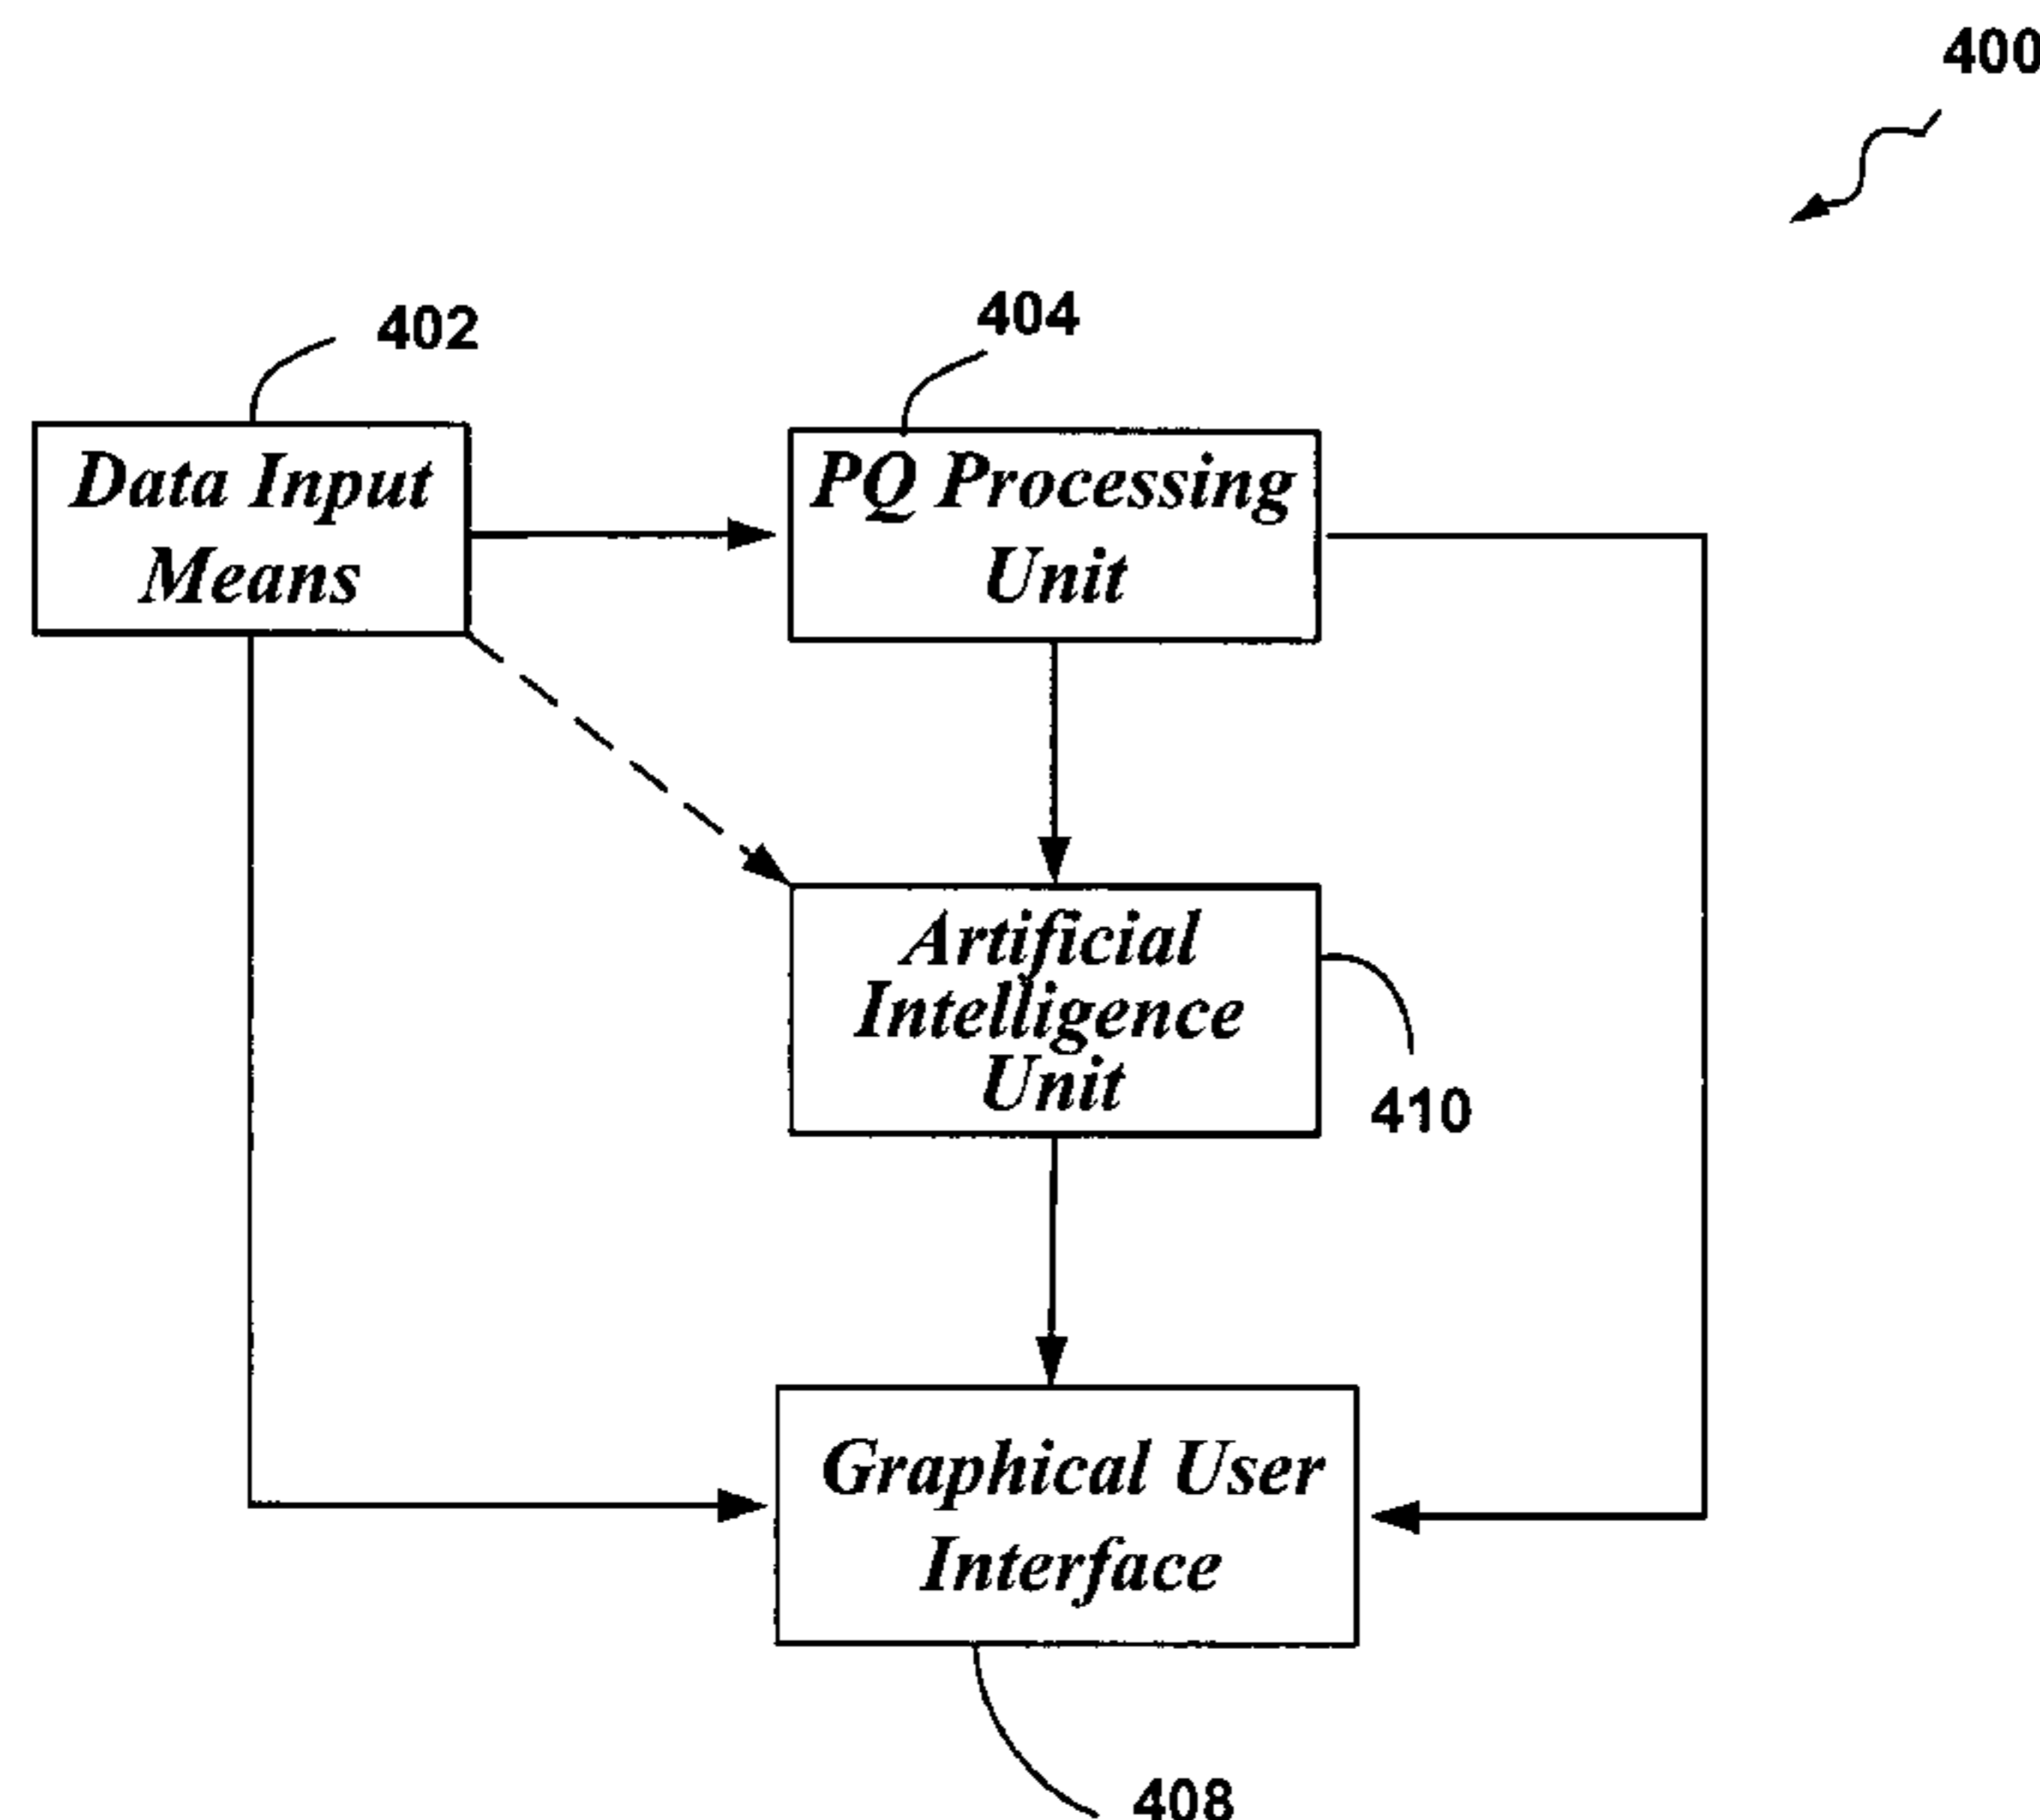 400
402
404
Data Input
Means
PQ Processing
Unit
Artificial
Intelligence
Unit
410
Graphical User
Interface
408